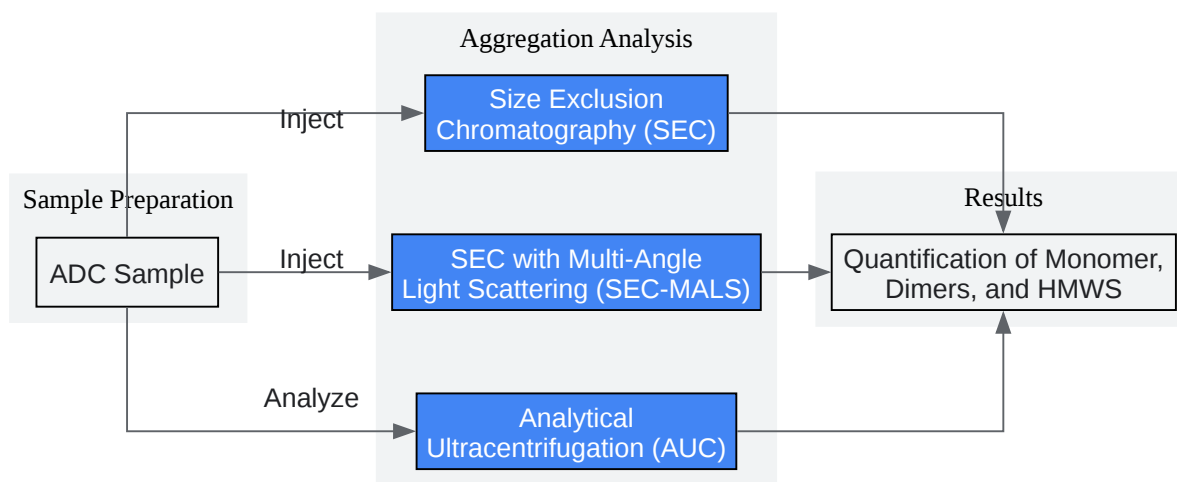 Aggregation Analysis
Size Exclusion
Chromatography (SEC)
Inject
Sample Preparation
ADC Sample
Inject
SEC with Multi-Angle
Light Scattering (SEC-MALS)
Results
Quantification of Monomer,
Dimers, and HMWS
Analyze
Analytical
Ultracentrifugation (AUC)